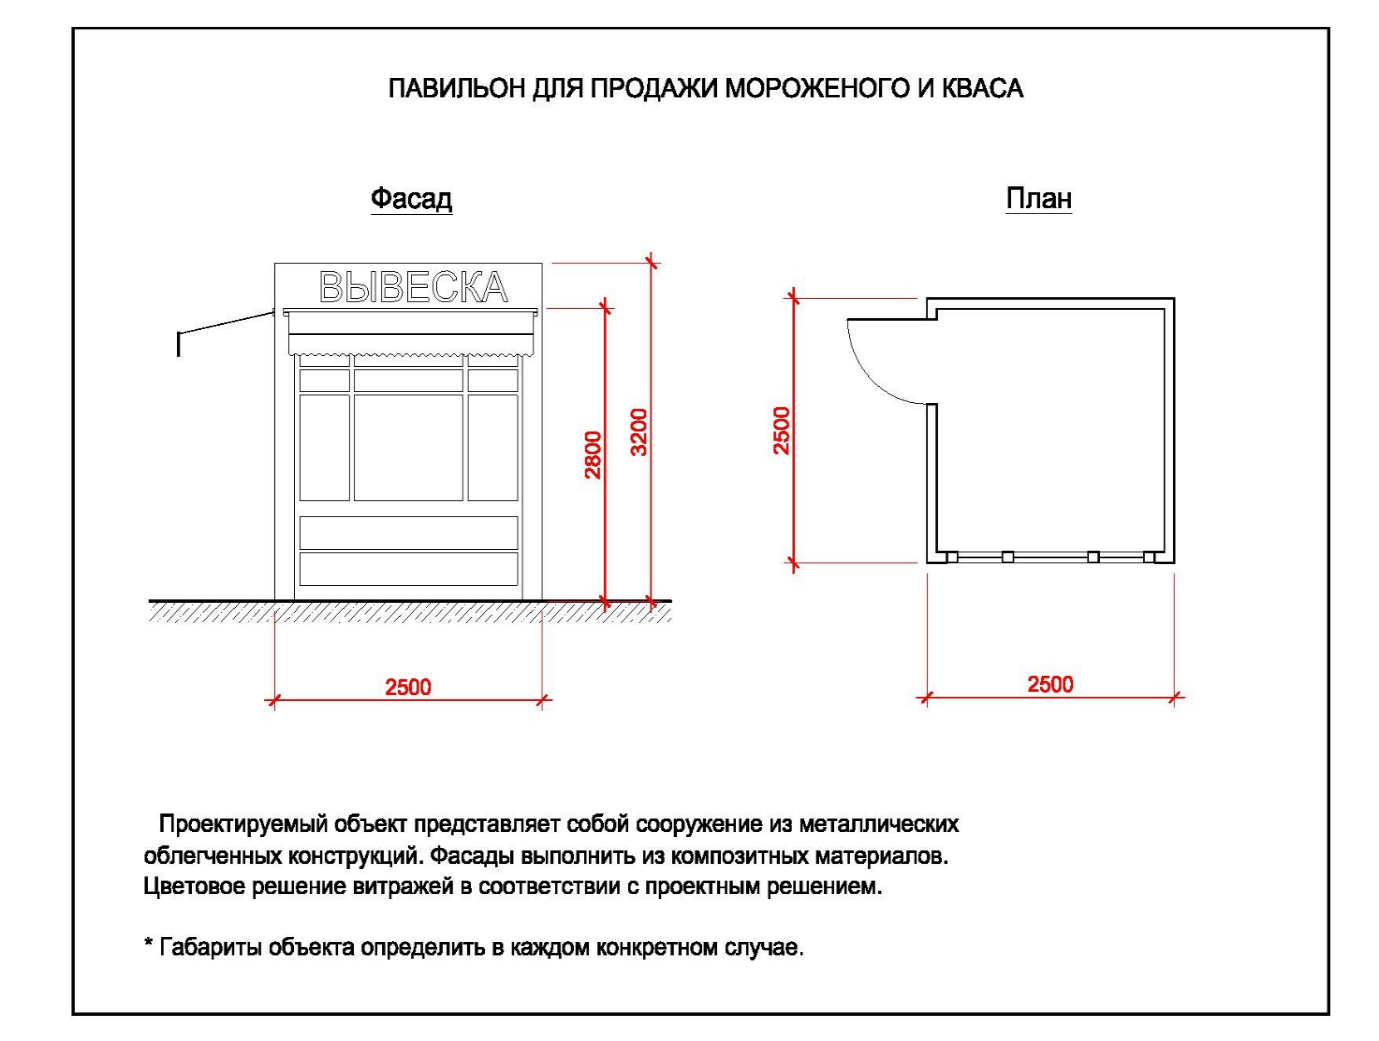 ПАВИЛЬОН ДЛЯ ПРОДАЖИ МОРОЖЕНОГО И КВАСА
Фасад
План
ВЫВЕСКА
2800
3200
2500
2500
2500
Проектируемый объект представляет собой сооружение из металлических
облегченных конструкций. Фасады выполнить из композитных материалов.
Цветовое решение витражей в соответствии с проектным решением.
* Габариты объекта определить в каждом конкретном случае.